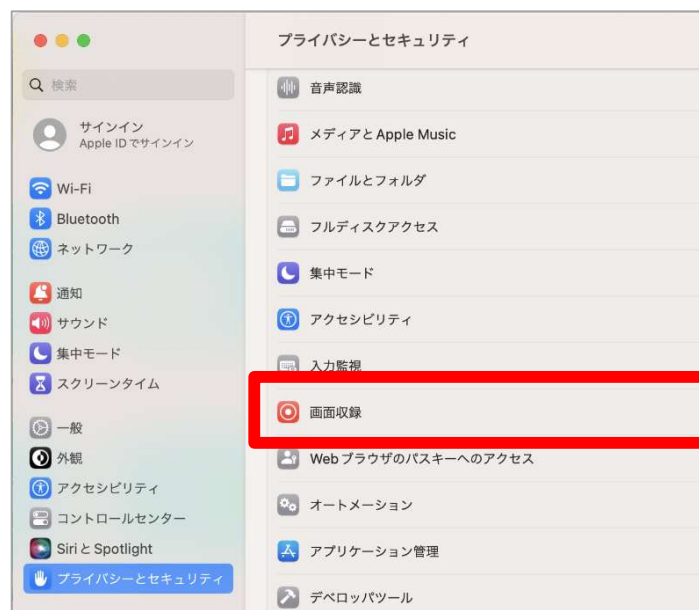 プライバシーとセキュリティ
検索
サインイン
Apple ID でサインイン
Wi-Fi
Bluetooth
ネットワーク
通知
サウンド
集中モード
スクリーンタイム
一般
外観
アクセシビリティ
コントロールセンター
Siri と Spotlight
プライバシーとセキュリティ
音声認識
メディアと Apple Music
ファイルとフォルダ
フルディスクアクセス
集中モード
アクセシビリティ
入力監視
画面収録
Web ブラウザのパスキーへのアクセス
オートメーション
アプリケーション管理
デベロッパツール